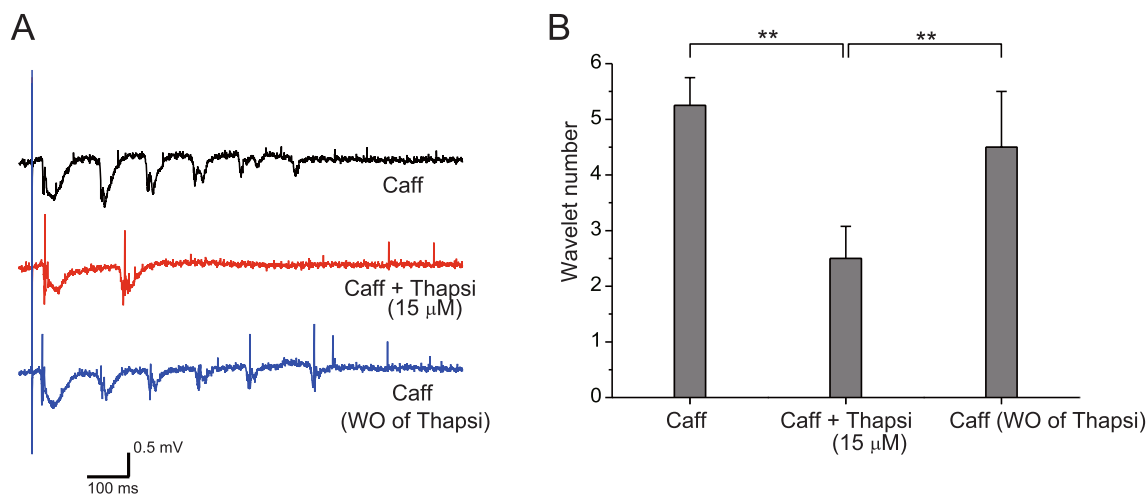 A
Caff
Caff + Thapsi
(15 μM)
Caff
(WO of Thapsi)
0.5 mV
100 ms
B
**
**
6
5
4
3
2
1
0
Wavelet number
Caff
Caff + Thapsi
(15 μM)
Caff (WO of Thapsi)